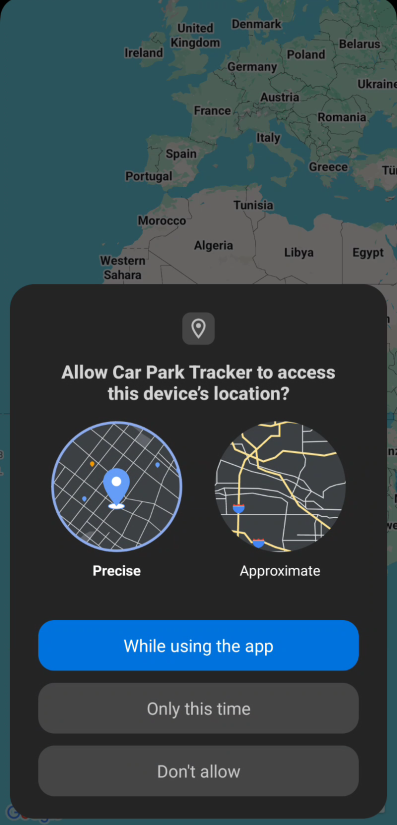 United
Kingdom
Denmark
Ireland
Belarus
Poland
Germany
Ukraine
Austria
France
Romania
Italy
Spain
Greece
Portugal
Tunisia
Morocco
Algeria
Libya
Egypt
Western
Sahara
Allow Car Park Tracker to access
this device's location?
Precise
Approximate
While using the app
Only this time
Don't allow